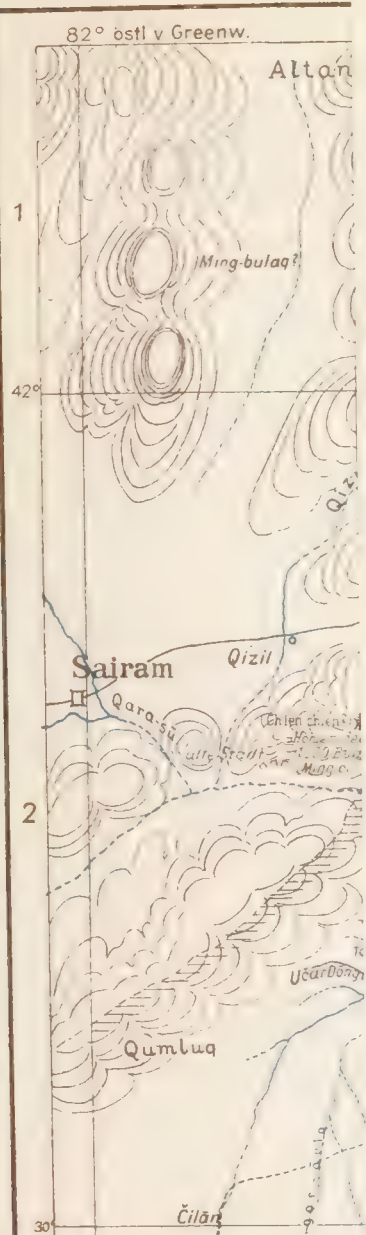 82° östl v Greenw.
Altan
1
Ming-bulaq?
42°
Qiz
Sairam
Qizil
Qara-su
alte Stadt
2
Učar Döng
Qumluq
Čilān
30'